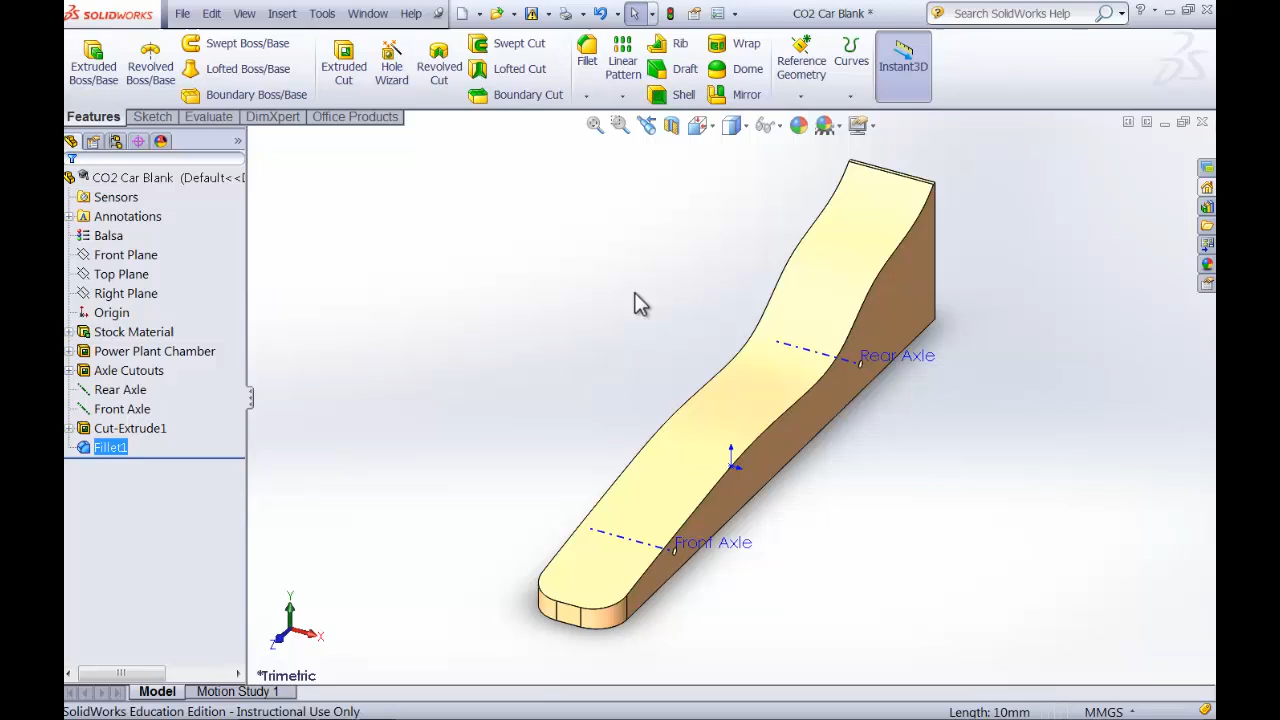 SOLIDWORKS File Edit View Insert Tools Window Help CO2 Car Blank * Search SolidWorks Help
Extruded Boss/Base
Revolved Boss/Base
Swept Boss/Base
Lofted Boss/Base
Boundary Boss/Base
Extruded Cut
Hole Wizard
Revolved Cut
Swept Cut
Lofted Cut
Boundary Cut
Fillet
Linear Pattern
Rib
Draft
Shell
Wrap
Dome
Mirror
Reference Geometry
Curves
Instant3D
Features Sketch Evaluate DimXpert Office Products
CO2 Car Blank (Default<<D
Sensors
Annotations
Balsa
Front Plane
Top Plane
Right Plane
Origin
Stock Material
Power Plant Chamber
Axle Cutouts
Rear Axle
Front Axle
Cut-Extrude1
Fillet1
Rear Axle
Front Axle
Y
X
Z
*Trimetric
Model Motion Study 1
SolidWorks Education Edition - Instructional Use Only Length: 10mm MMGS